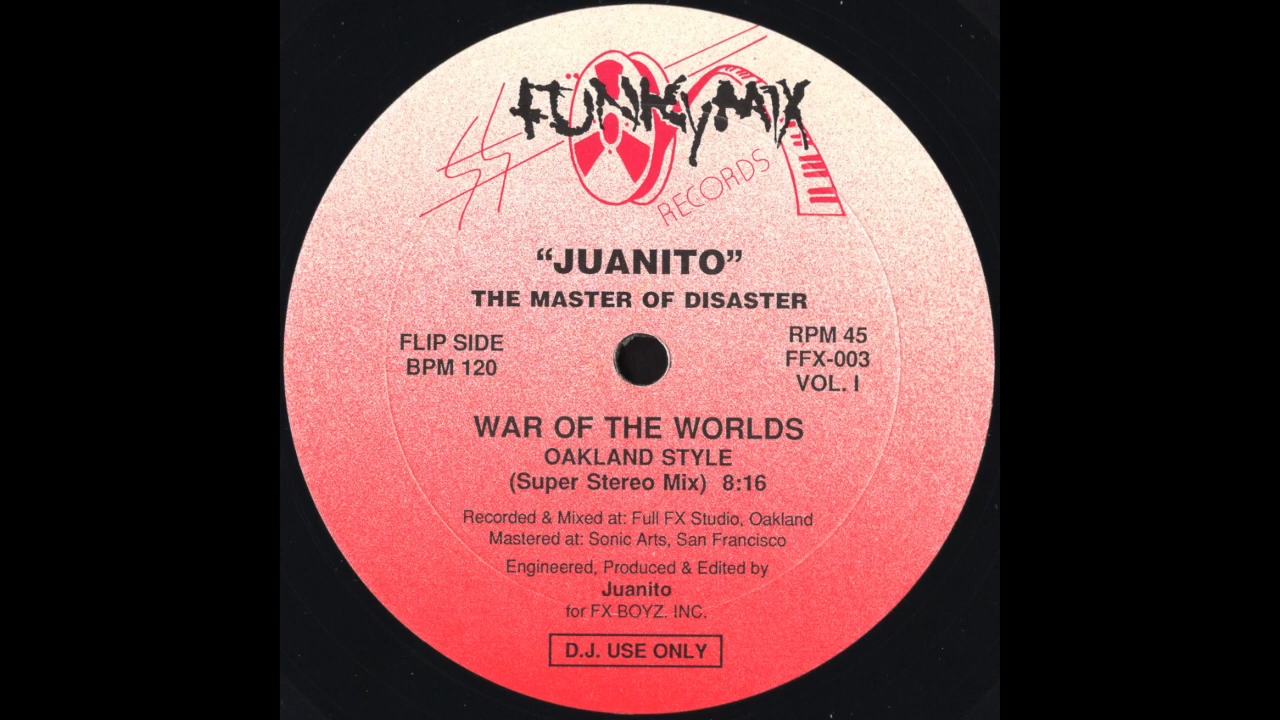 FÜNKYMIX
RECORDS
“JUANITO”
THE MASTER OF DISASTER
FLIP SIDE
BPM 120
RPM 45
FFX-003
VOL. I
WAR OF THE WORLDS
OAKLAND STYLE
(Super Stereo Mix) 8:16
Recorded & Mixed at: Full FX Studio, Oakland
Mastered at: Sonic Arts, San Francisco
Engineered, Produced & Edited by
Juanito
for FX BOYZ. INC.
D.J. USE ONLY